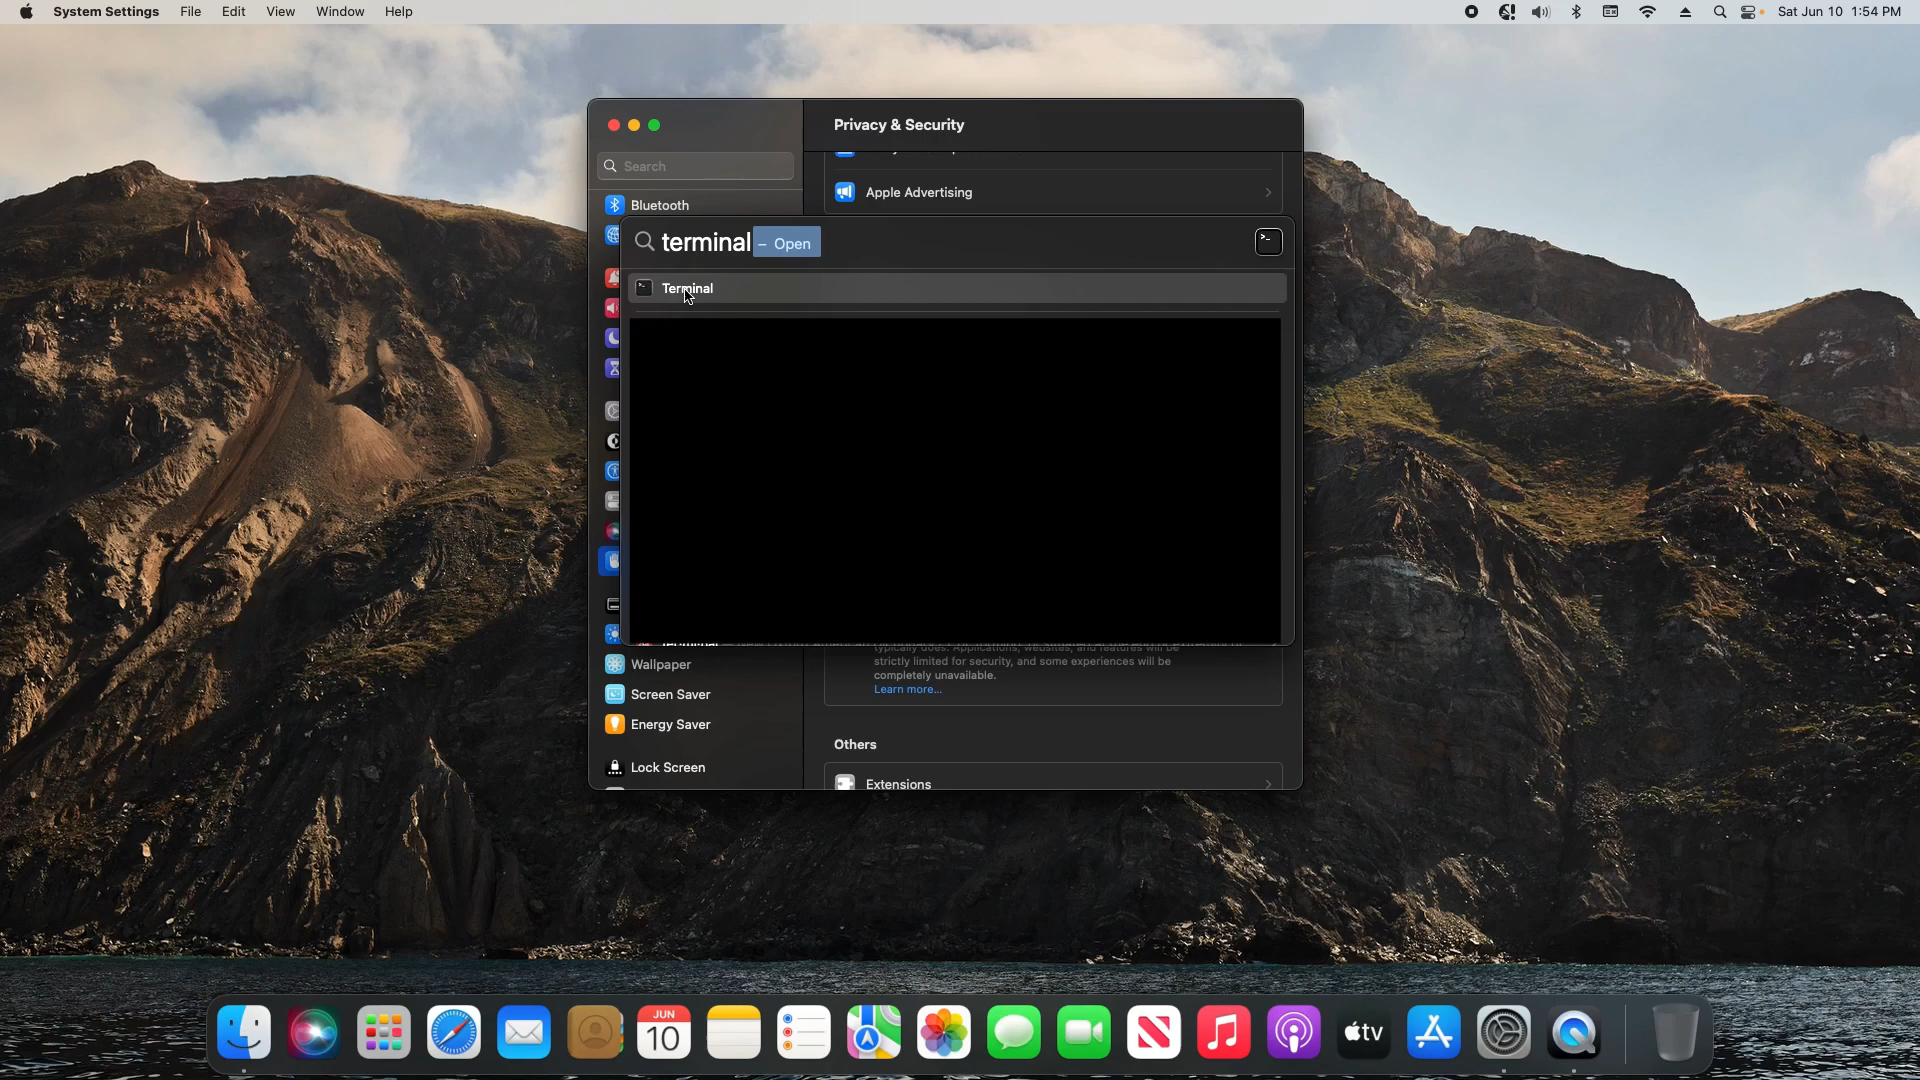 System Settings File Edit View Window Help
Sat Jun 10 1:54 PM
Privacy & Security
Search
Apple Advertising
Bluetooth
terminal – Open
Terminal
strictly limited for security, and some experiences will be
completely unavailable.
Learn more...
Wallpaper
Screen Saver
Energy Saver
Others
Lock Screen
Extensions
JUN
10
tv